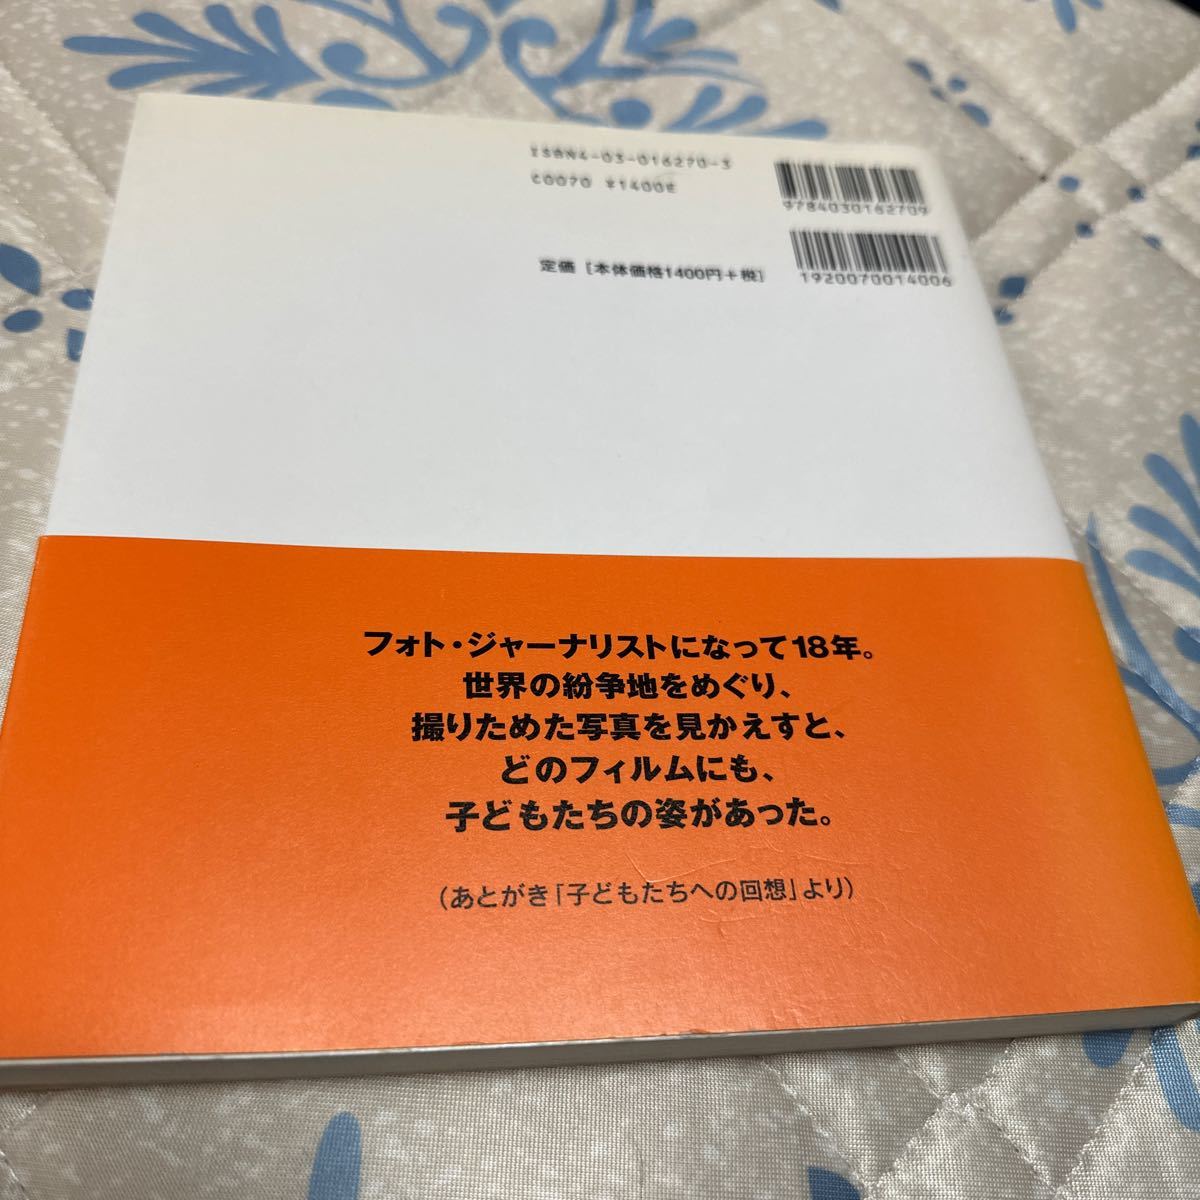 ISBN4-03-016270-3
C0070 ¥1400E
9784030162709
定価[本体価格1400円+税]
1920070014006
フォト・ジャーナリストになって18年。
世界の紛争地をめぐり、
撮りためた写真を見かえすと、
どのフィルムにも、
子どもたちの姿があった。
(あとがき「子どもたちへの回想」より)